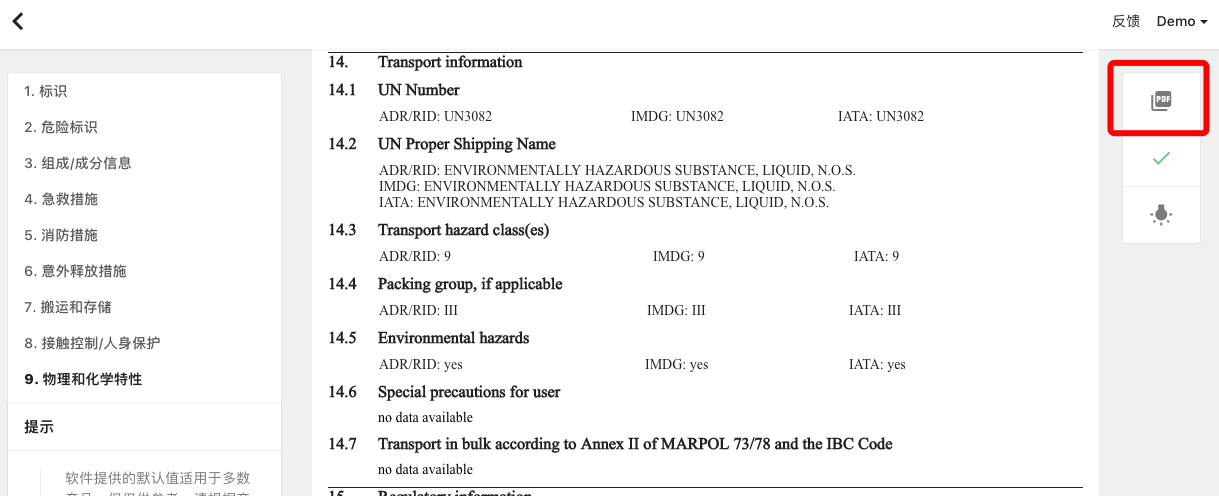 反馈 Demo
1. 标识
2. 危险标识
3. 组成/成分信息
4. 急救措施
5. 消防措施
6. 意外释放措施
7. 搬运和存储
8. 接触控制/人身保护
9. 物理和化学特性
提示
软件提供的默认值适用于多数
14. Transport information
14.1 UN Number
ADR/RID: UN3082 IMDG: UN3082 IATA: UN3082
14.2 UN Proper Shipping Name
ADR/RID: ENVIRONMENTALLY HAZARDOUS SUBSTANCE, LIQUID, N.O.S.
IMDG: ENVIRONMENTALLY HAZARDOUS SUBSTANCE, LIQUID, N.O.S.
IATA: ENVIRONMENTALLY HAZARDOUS SUBSTANCE, LIQUID, N.O.S.
14.3 Transport hazard class(es)
ADR/RID: 9 IMDG: 9 IATA: 9
14.4 Packing group, if applicable
ADR/RID: III IMDG: III IATA: III
14.5 Environmental hazards
ADR/RID: yes IMDG: yes IATA: yes
14.6 Special precautions for user
no data available
14.7 Transport in bulk according to Annex II of MARPOL 73/78 and the IBC Code
no data available
15. Regulatory information
PDF